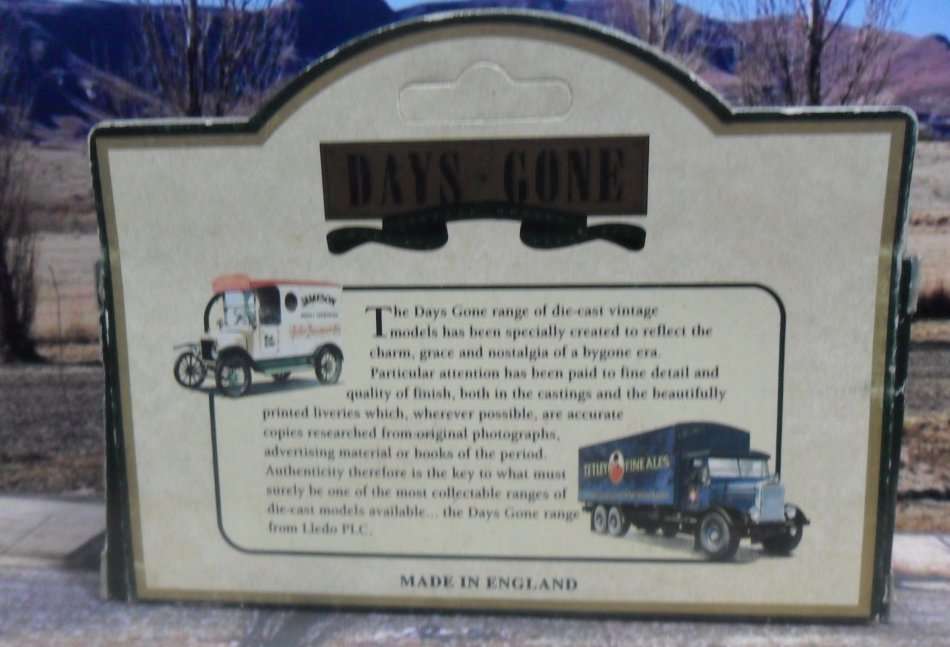 DAYS GONE
JAMESON
The Days Gone range of die-cast vintage
models has been specially created to reflect the
charm, grace and nostalgia of a bygone era.
Particular attention has been paid to fine detail and
quality of finish, both in the castings and the beautifully
printed liveries which, wherever possible, are accurate
copies researched from original photographs,
advertising material or books of the period.
Authenticity therefore is the key to what must
surely be one of the most collectable ranges of
die-cast models available... the Days Gone range
from Lledo PLC.
TETLEY FINE ALES
MADE IN ENGLAND